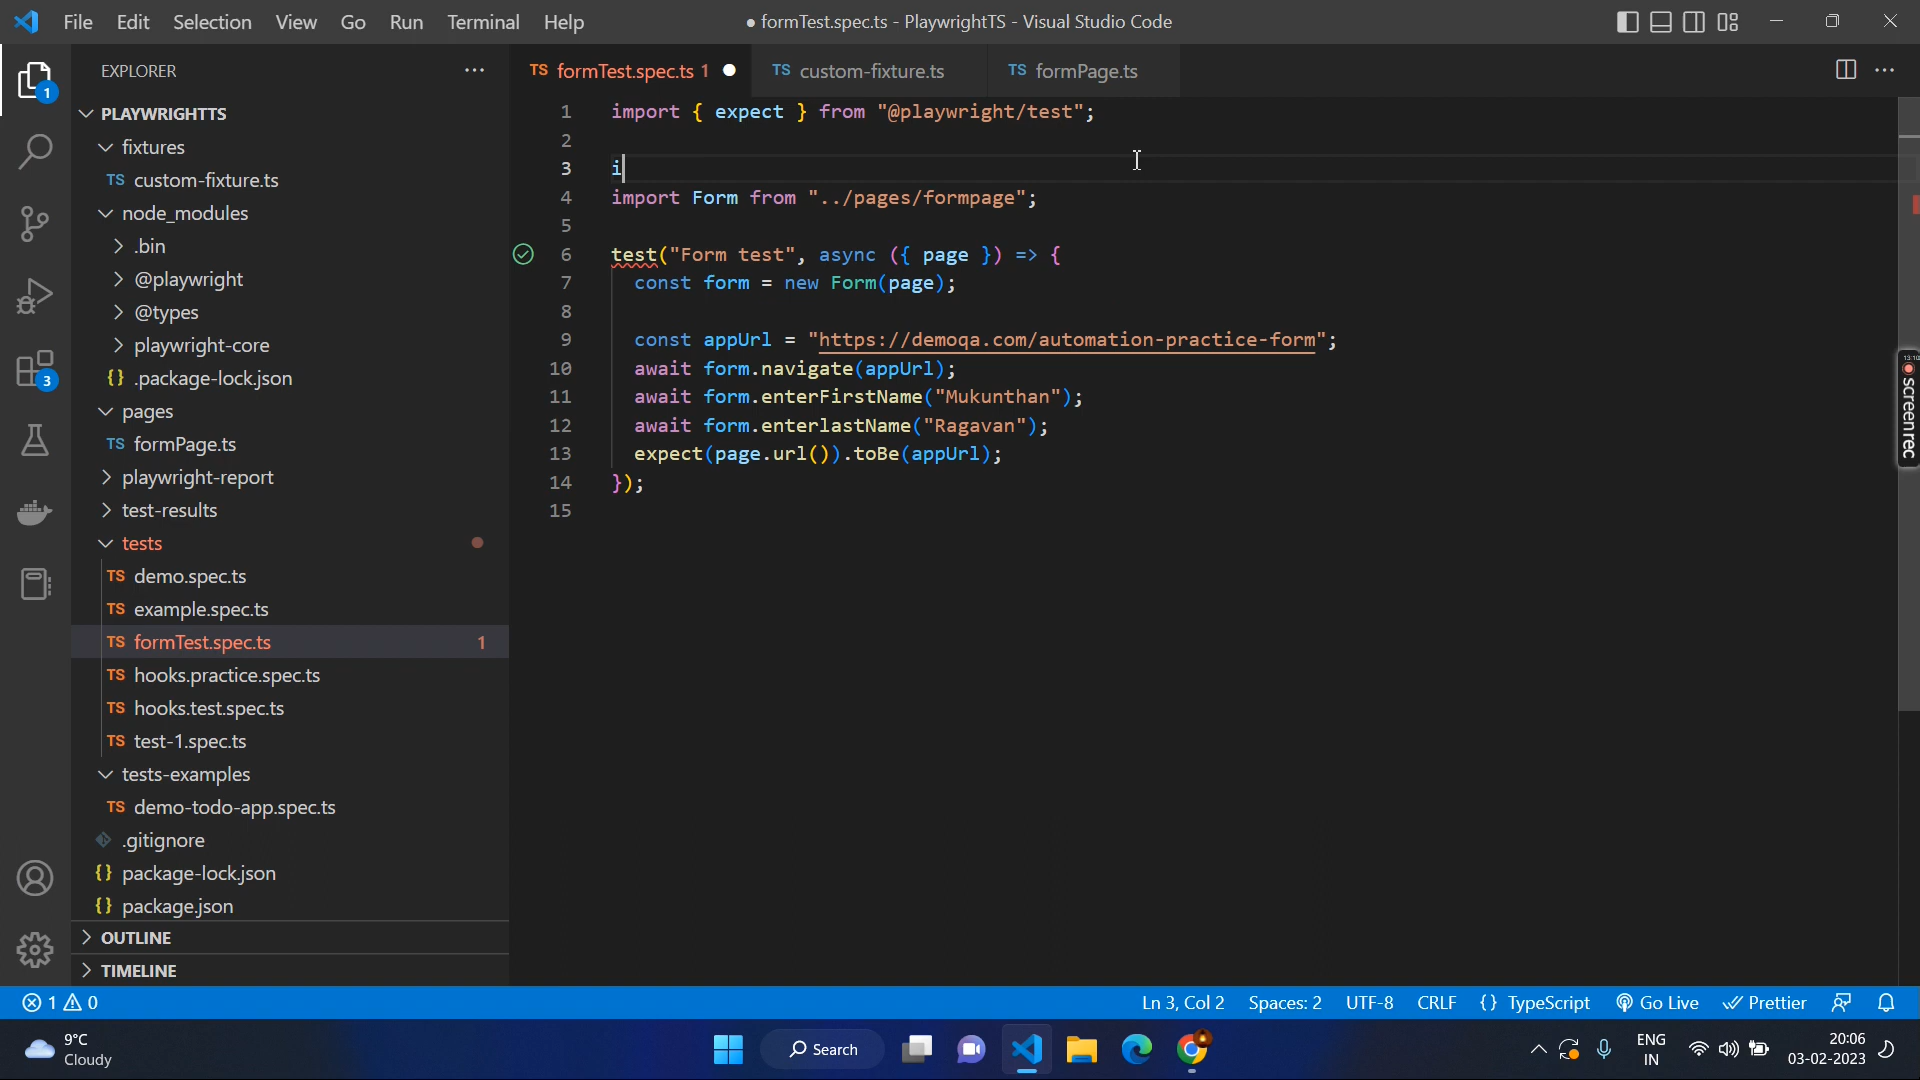 File Edit Selection View Go Run Terminal Help
● formTest.spec.ts - PlaywrightTS - Visual Studio Code
EXPLORER
TS formTest.spec.ts 1
TS custom-fixture.ts
TS formPage.ts
1
PLAYWRIGHTTS
fixtures
TS custom-fixture.ts
node_modules
.bin
@playwright
@types
playwright-core
{} .package-lock.json
3
pages
TS formPage.ts
playwright-report
test-results
tests
TS demo.spec.ts
TS example.spec.ts
TS formTest.spec.ts 1
TS hooks.practice.spec.ts
TS hooks.test.spec.ts
TS test-1.spec.ts
tests-examples
TS demo-todo-app.spec.ts
.gitignore
{} package-lock.json
{} package.json
OUTLINE
TIMELINE
1 import { expect } from "@playwright/test";
2
3 i
4 import Form from "../pages/formpage";
5
6 test("Form test", async ({ page }) => {
7 const form = new Form(page);
8
9 const appUrl = "https://demoqa.com/automation-practice-form";
10 await form.navigate(appUrl);
11 await form.enterFirstName("Mukunthan");
12 await form.enterlastName("Ragavan");
13 expect(page.url()).toBe(appUrl);
14 });
15
screenrec
1 0
Ln 3, Col 2 Spaces: 2 UTF-8 CRLF {} TypeScript Go Live Prettier
9°C
Cloudy
Search
ENG
IN
20:06
03-02-2023